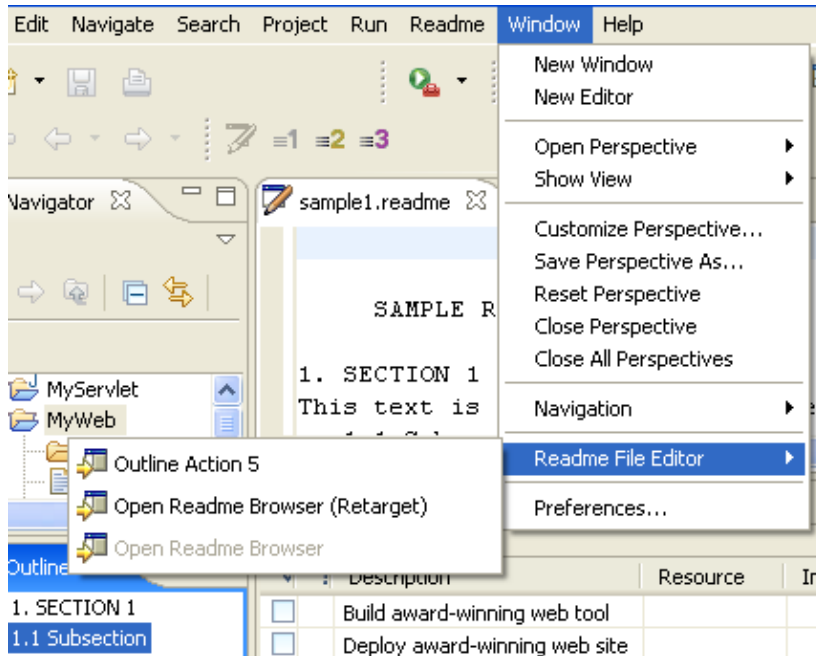 Edit Navigate Search Project Run Readme Window Help
New Window
New Editor
Open Perspective
Show View
Customize Perspective...
Save Perspective As...
Reset Perspective
Close Perspective
Close All Perspectives
Navigation
Readme File Editor
Preferences...
≡1 ≡2 ≡3
Navigator
sample1.readme
SAMPLE R
1. SECTION 1
This text is
MyServlet
MyWeb
Outline Action 5
Open Readme Browser (Retarget)
Open Readme Browser
Outline
1. SECTION 1
1.1 Subsection
Description Resource
Build award-winning web tool
Deploy award-winning web site